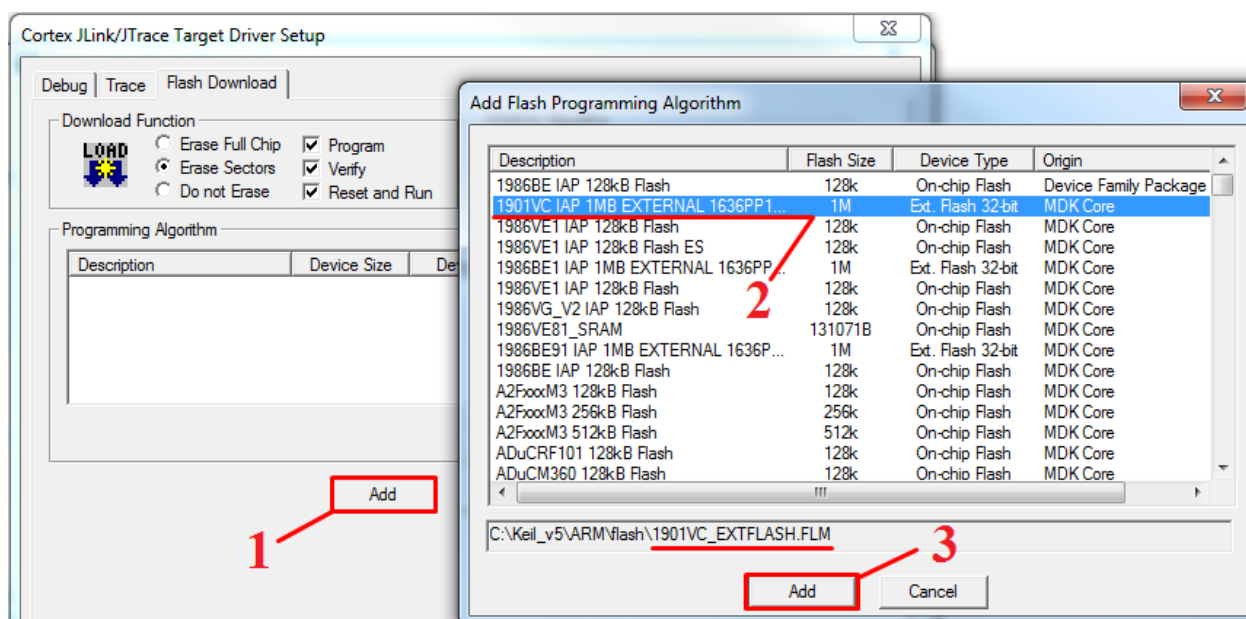 Cortex JLink/JTrace Target Driver Setup
Debug Trace Flash Download
Download Function
LOAD
Erase Full Chip Program
Erase Sectors Verify
Do not Erase Reset and Run
Programming Algorithm
Description Device Size De
Add
1
Add Flash Programming Algorithm
Description Flash Size Device Type Origin
1986BE IAP 128kB Flash 128k On-chip Flash Device Family Package
1901VC IAP 1MB EXTERNAL 1636PP1... 1M Ext. Flash 32-bit MDK Core
1986VE1 IAP 128kB Flash 128k On-chip Flash MDK Core
1986VE1 IAP 128kB Flash ES 128k On-chip Flash MDK Core
1986BE1 IAP 1MB EXTERNAL 1636PP... 1M Ext. Flash 32-bit MDK Core
1986VE1 IAP 128kB Flash 128k On-chip Flash MDK Core
1986VG_V2 IAP 128kB Flash 128k On-chip Flash MDK Core
1986VE81_SRAM 131071B On-chip Flash MDK Core
1986BE91 IAP 1MB EXTERNAL 1636P... 1M Ext. Flash 32-bit MDK Core
1986BE IAP 128kB Flash 128k On-chip Flash MDK Core
A2FxxxM3 128kB Flash 128k On-chip Flash MDK Core
A2FxxxM3 256kB Flash 256k On-chip Flash MDK Core
A2FxxxM3 512kB Flash 512k On-chip Flash MDK Core
ADuCRF101 128kB Flash 128k On-chip Flash MDK Core
ADuCM360 128kB Flash 128k On-chip Flash MDK Core
2
C:\Keil_v5\ARM\flash\1901VC_EXTFLASH.FLM
3
Add Cancel